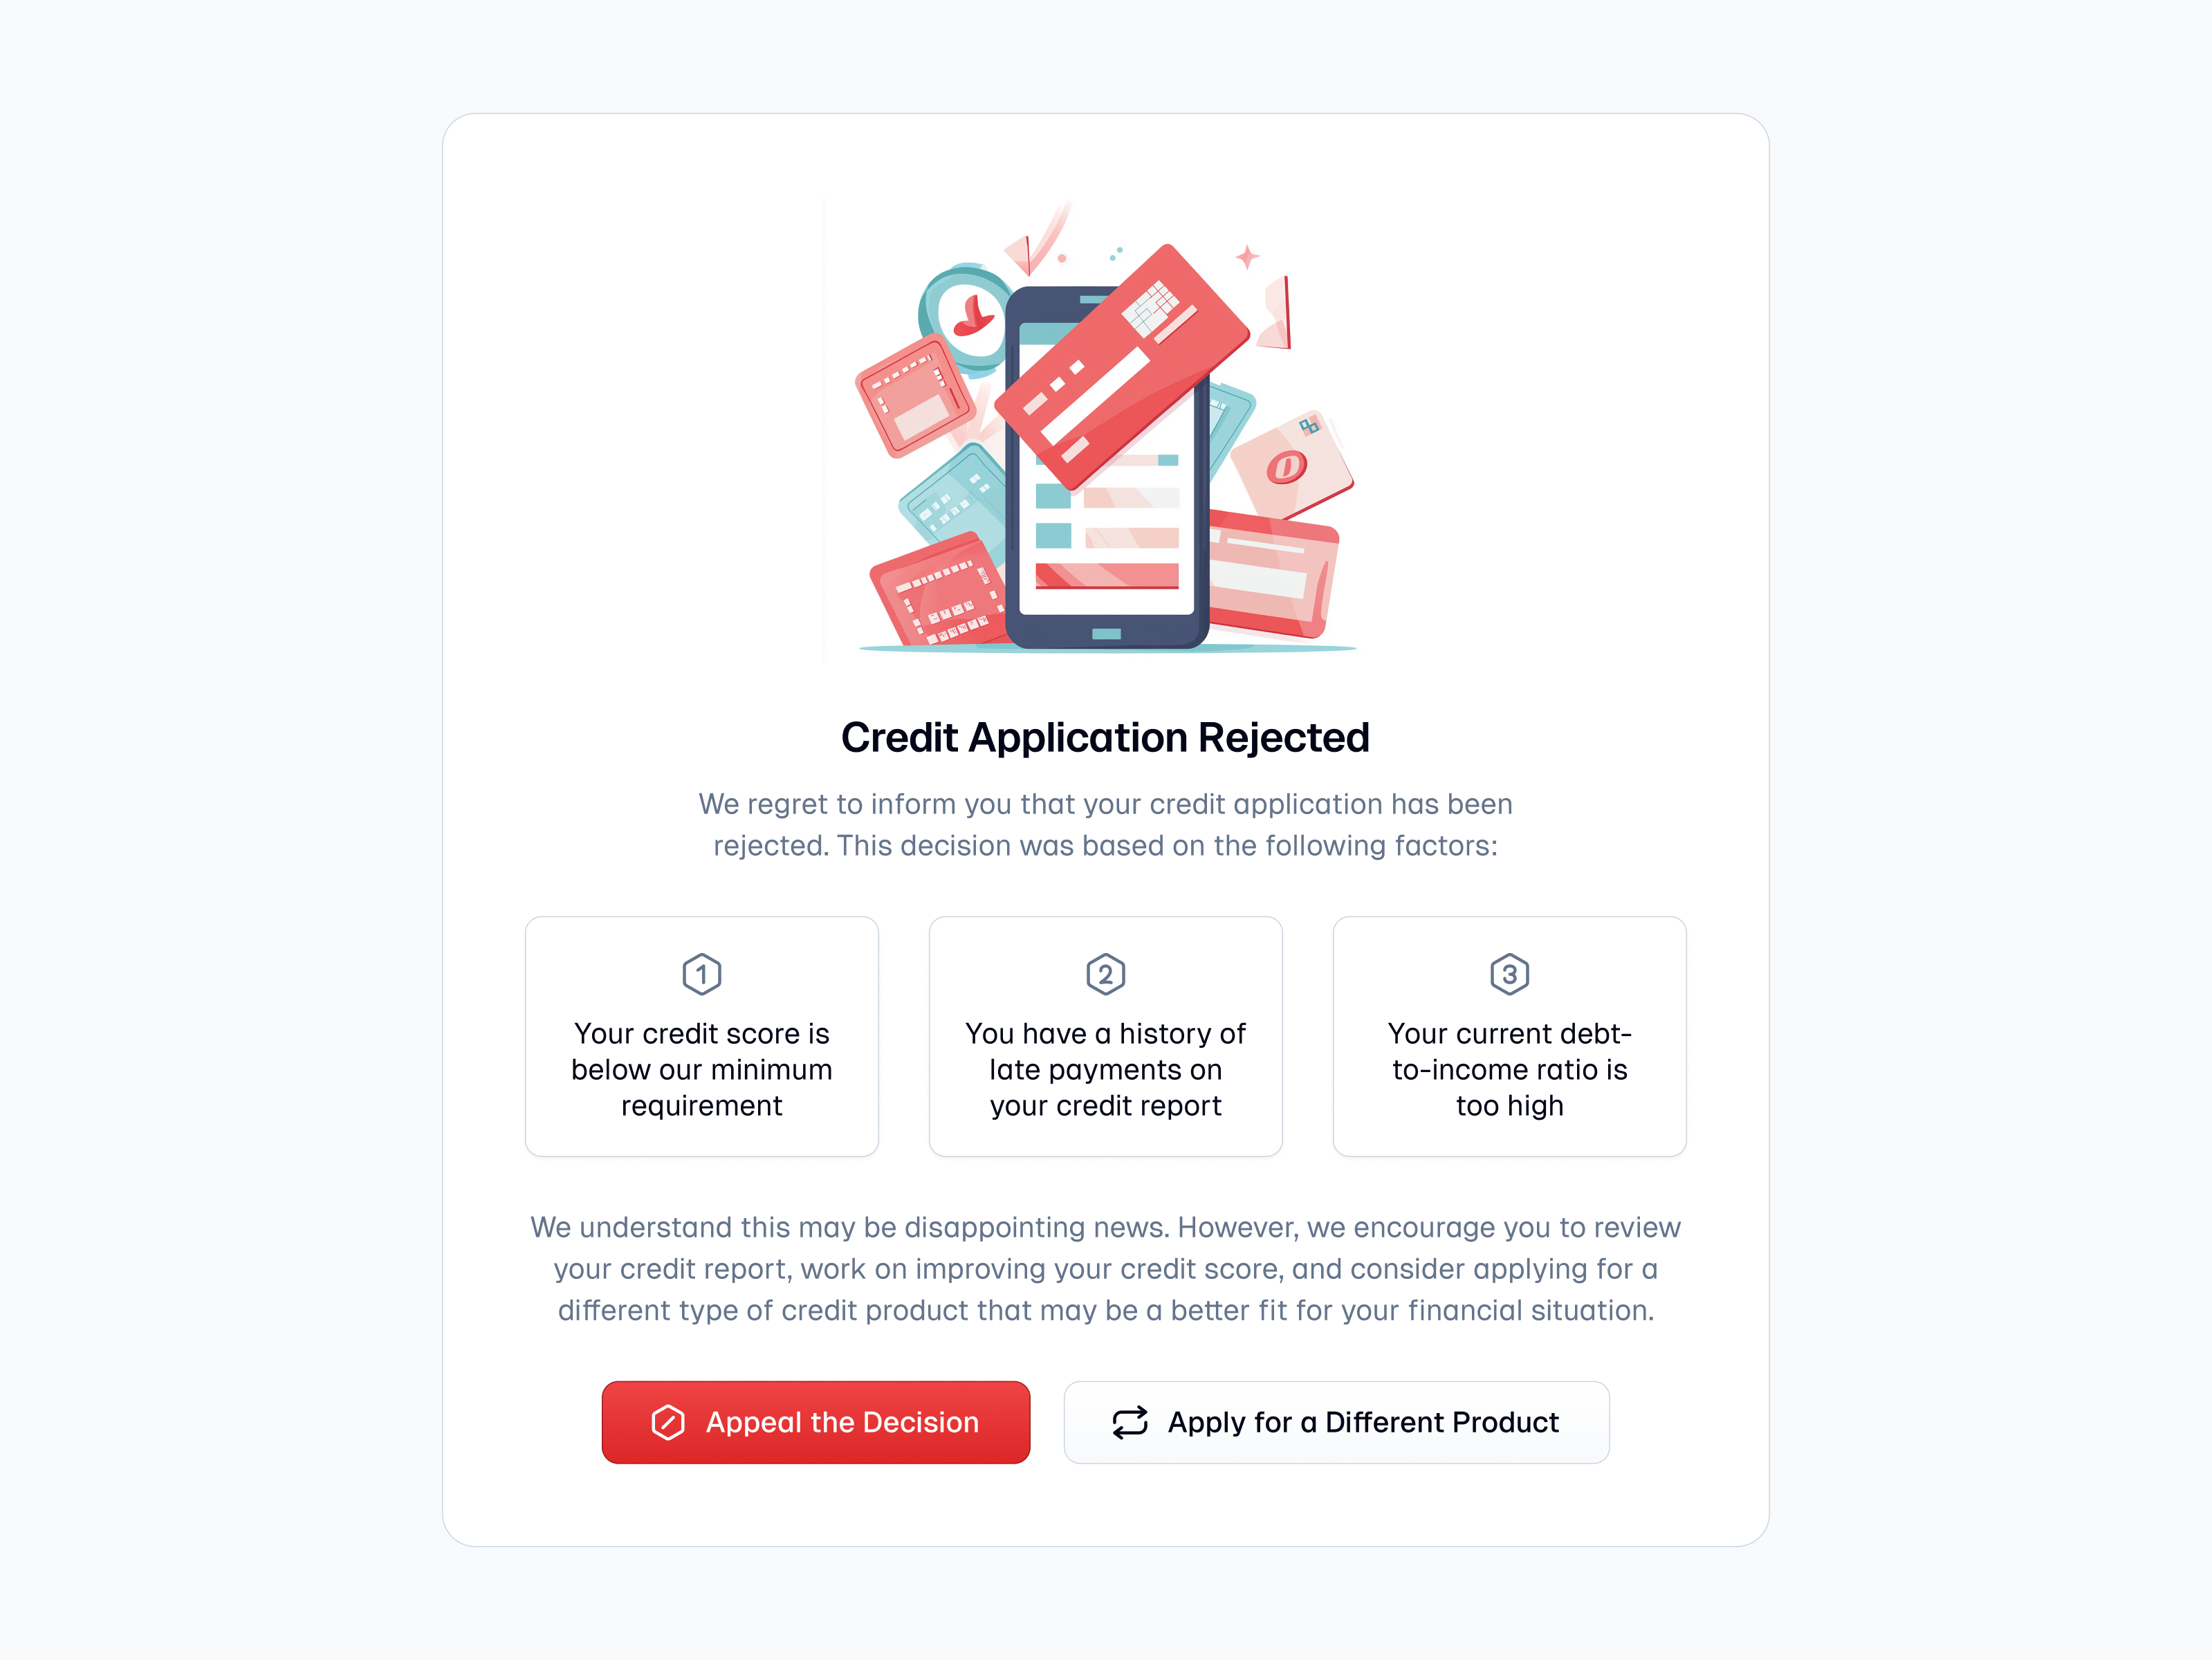 Credit Application Rejected
We regret to inform you that your credit application has been
rejected. This decision was based on the following factors:
1
Your credit score is
below our minimum
requirement
2
You have a history of
late payments on
your credit report
3
Your current debt-
to-income ratio is
too high
We understand this may be disappointing news. However, we encourage you to review
your credit report, work on improving your credit score, and consider applying for a
different type of credit product that may be a better fit for your financial situation.
Appeal the Decision
Apply for a Different Product